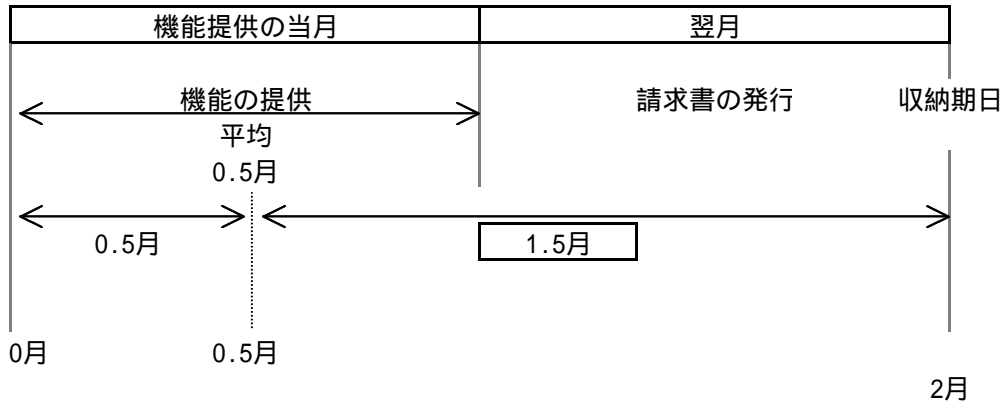 機能提供の当月 翌月
機能の提供 請求書の発行 収納期日
平均
0.5月
0.5月 1.5月
0月 0.5月
2月